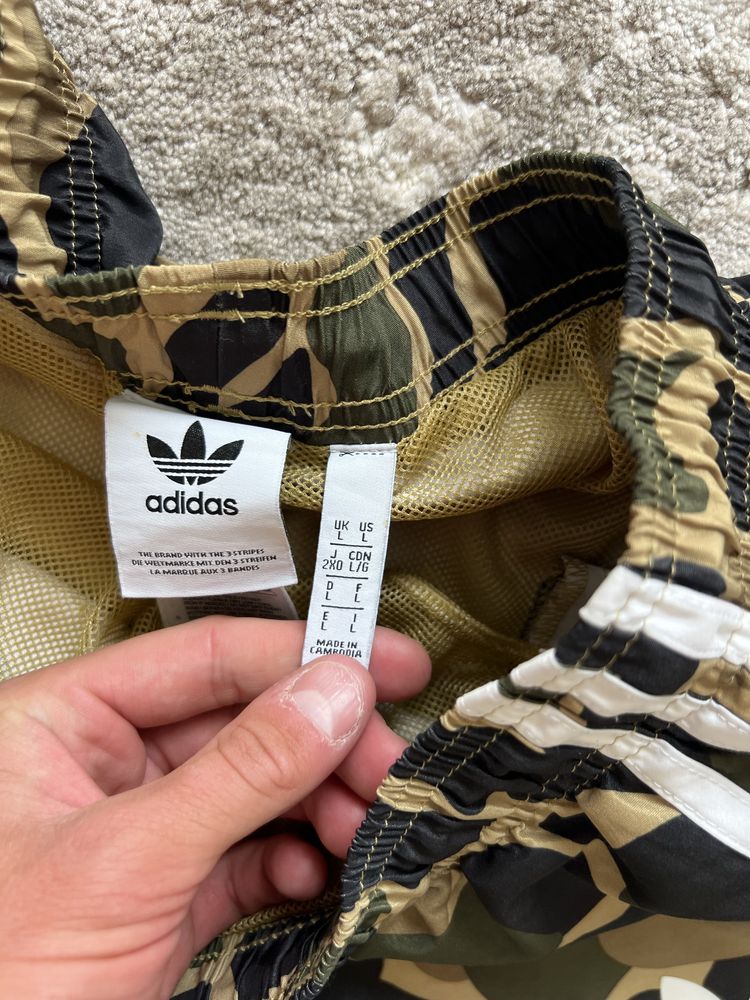 adidas
THE BRAND WITH THE 3 STRIPES
DIE WELTMARKE MIT DEN 3 STREIFEN
LA MARQUE AUX 3 BANDES
UK US
L L
J CDN
2XO L/G
D F
L L
E I
L L
MADE IN
CAMBODIA